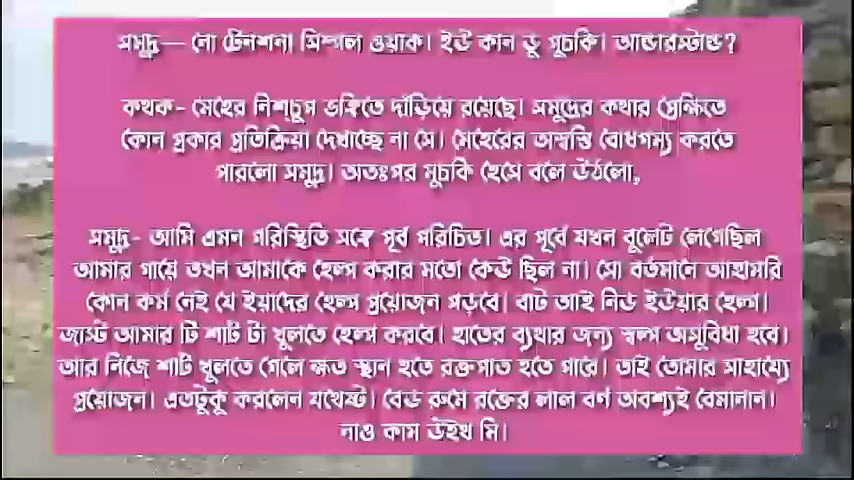 সমুদ্র— নো টেনশন। সিম্পল ওয়াক। ইউ কান ডু পুচকি। আন্ডারস্টান্ড?
কথক- মেহের নিশ্চুপ ভঙ্গিতে দাঁড়িয়ে রয়েছে। সমুদ্রের কথার প্রেক্ষিতে
কোন প্রকার প্রতিক্রিয়া দেখাচ্ছে না সে। মেহেরের অস্বস্তি বোধগম্য করতে
পারলো সমুদ্র। অতঃপর মুচকি হেসে বলে উঠলো,
সমুদ্র- আমি এমন পরিস্থিতি সঙ্গে পূর্ব পরিচিত। এর পূর্বে যখন বুলেট লেগেছিল
আমার গায়ে তখন আমাকে হেল্প করার মতো কেউ ছিল না। সো বর্তমানে আহামরি
কোন কর্ম নেই যে ইয়াদের হেল্প প্রয়োজন পড়বে। বাট আই নিড ইউয়ার হেল্প।
জাস্ট আমার টি শার্ট টা খুলতে হেল্প করবে। হাতের ব্যথার জন্য স্বল্প অসুবিধা হবে।
আর নিজে শার্ট খুলতে গেলে ক্ষত স্থান হতে রক্তপাত হতে পারে। তাই তোমার সাহায্যে
প্রয়োজন। এতটুকু করলেন যথেষ্ট। বেড রুমে রক্তের লাল বর্ণ অবশ্যই বেমানান।
নাও কাম উইথ মি।